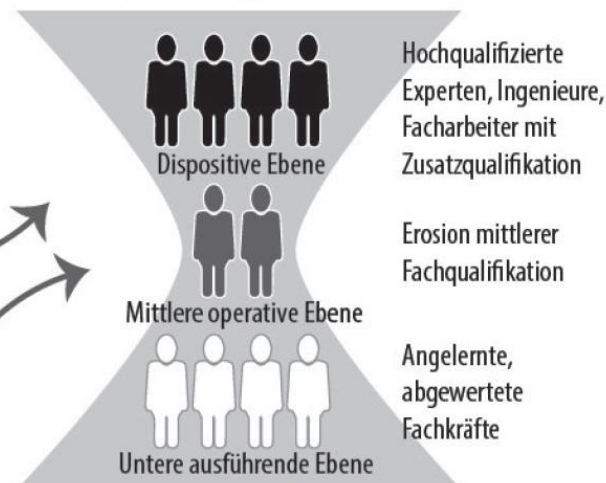 Hochqualifizierte
Experten, Ingenieure,
Facharbeiter mit
Zusatzqualifikation
Dispositive Ebene
Erosion mittlerer
Fachqualifikation
Mittlere operative Ebene
Angelernte,
abgewertete
Fachkräfte
Untere ausführende Ebene